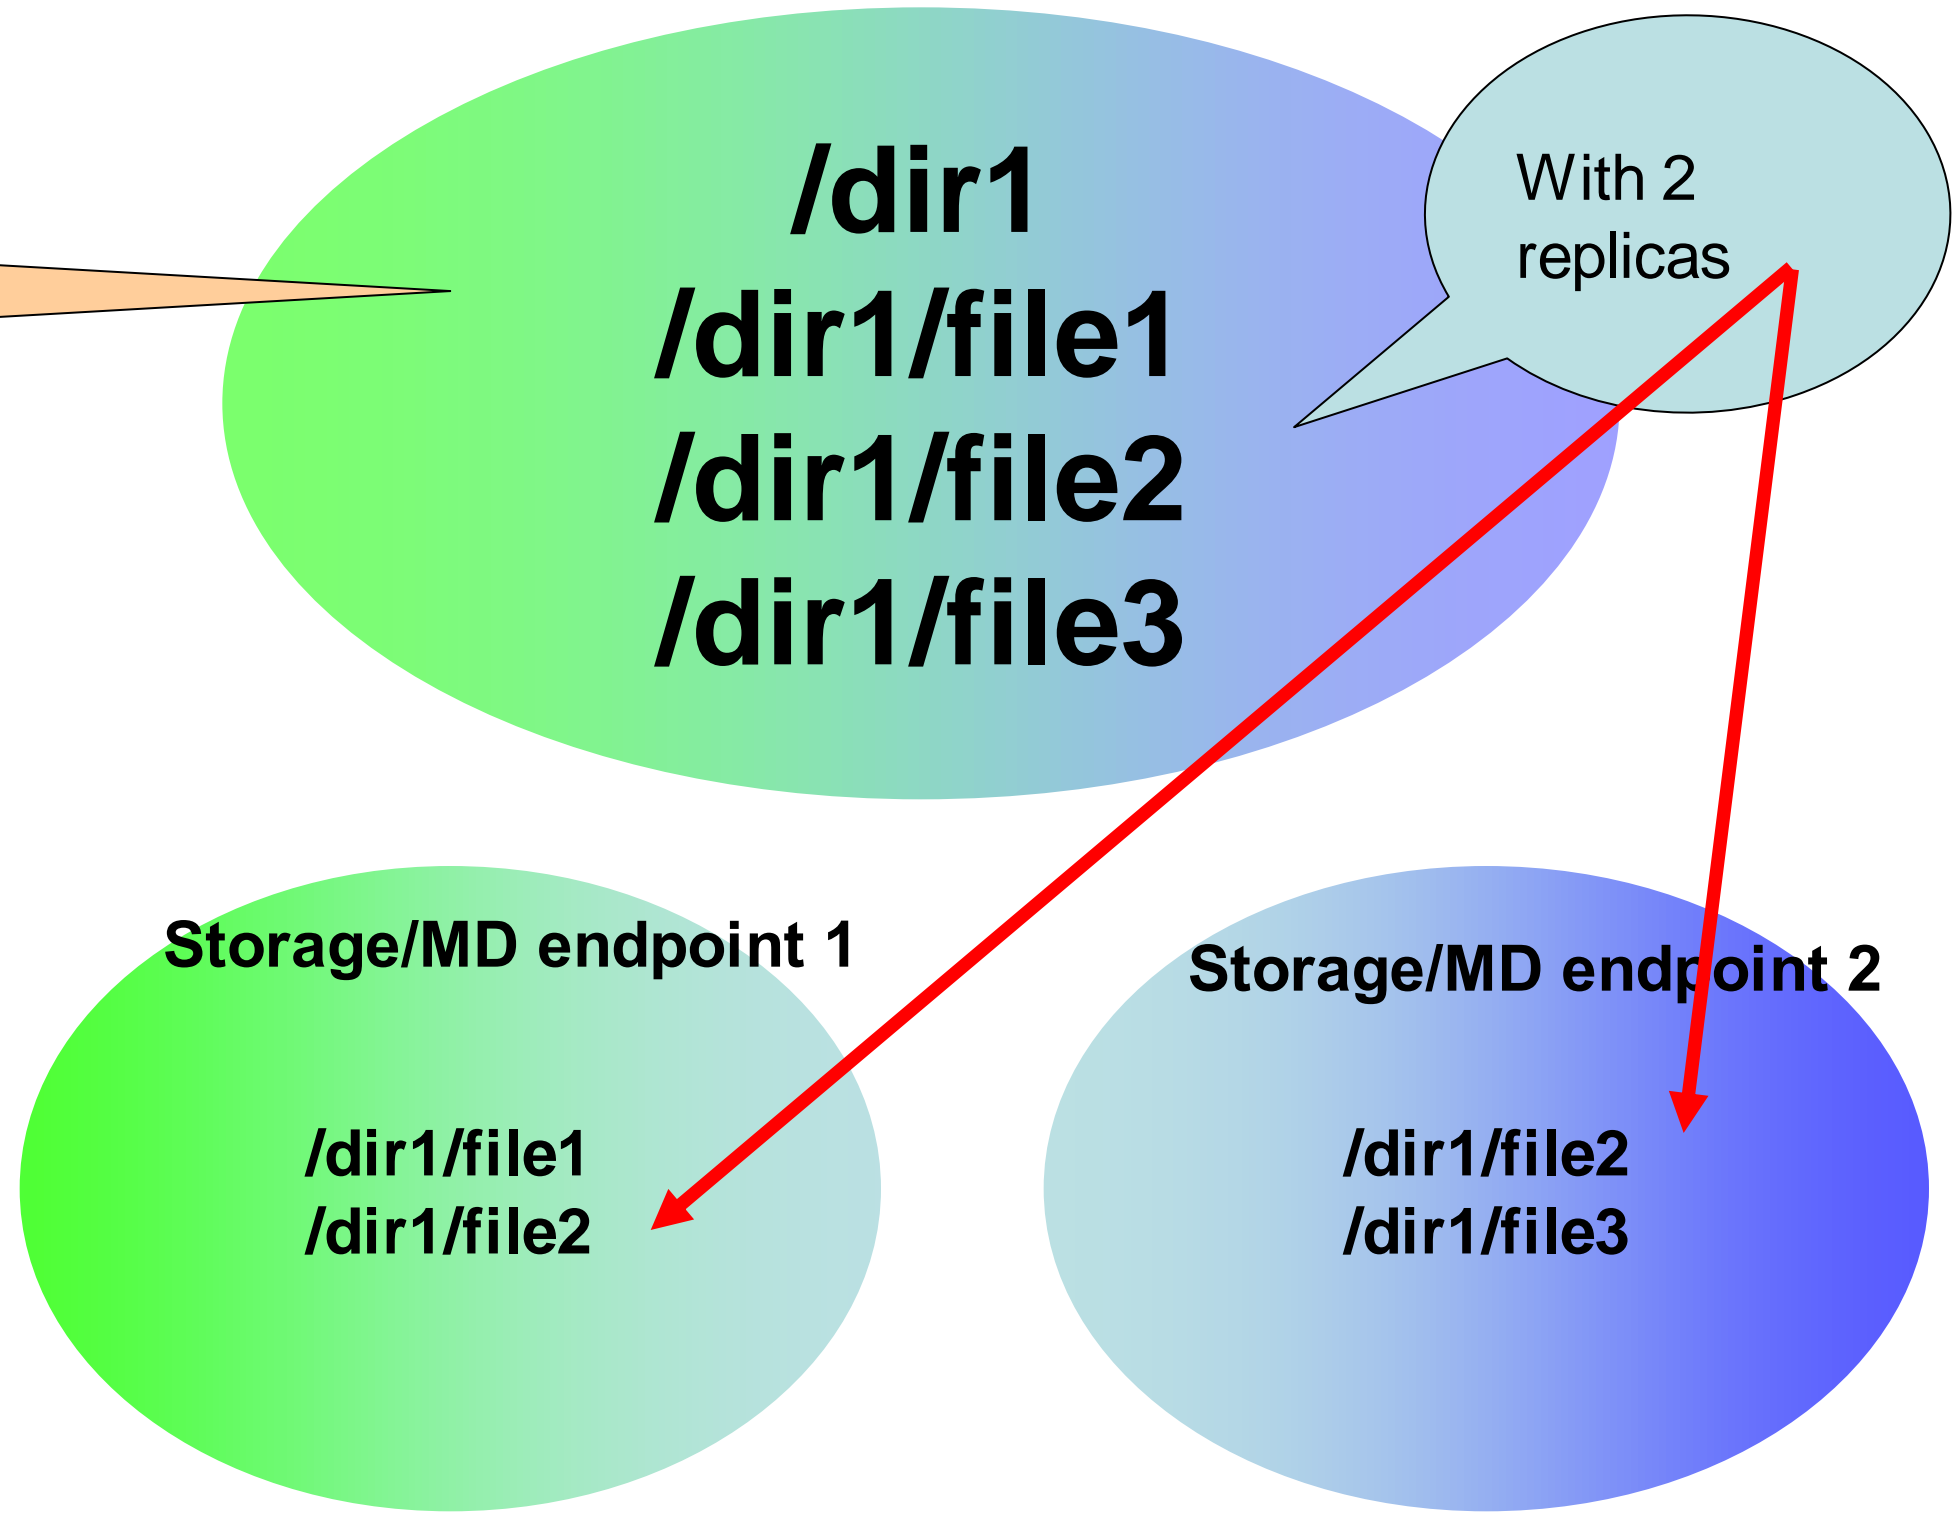 /dir1
/dir1/file1
/dir1/file2
/dir1/file3
With 2
replicas
Storage/MD endpoint 1
/dir1/file1
/dir1/file2
Storage/MD endpoint 2
/dir1/file2
/dir1/file3